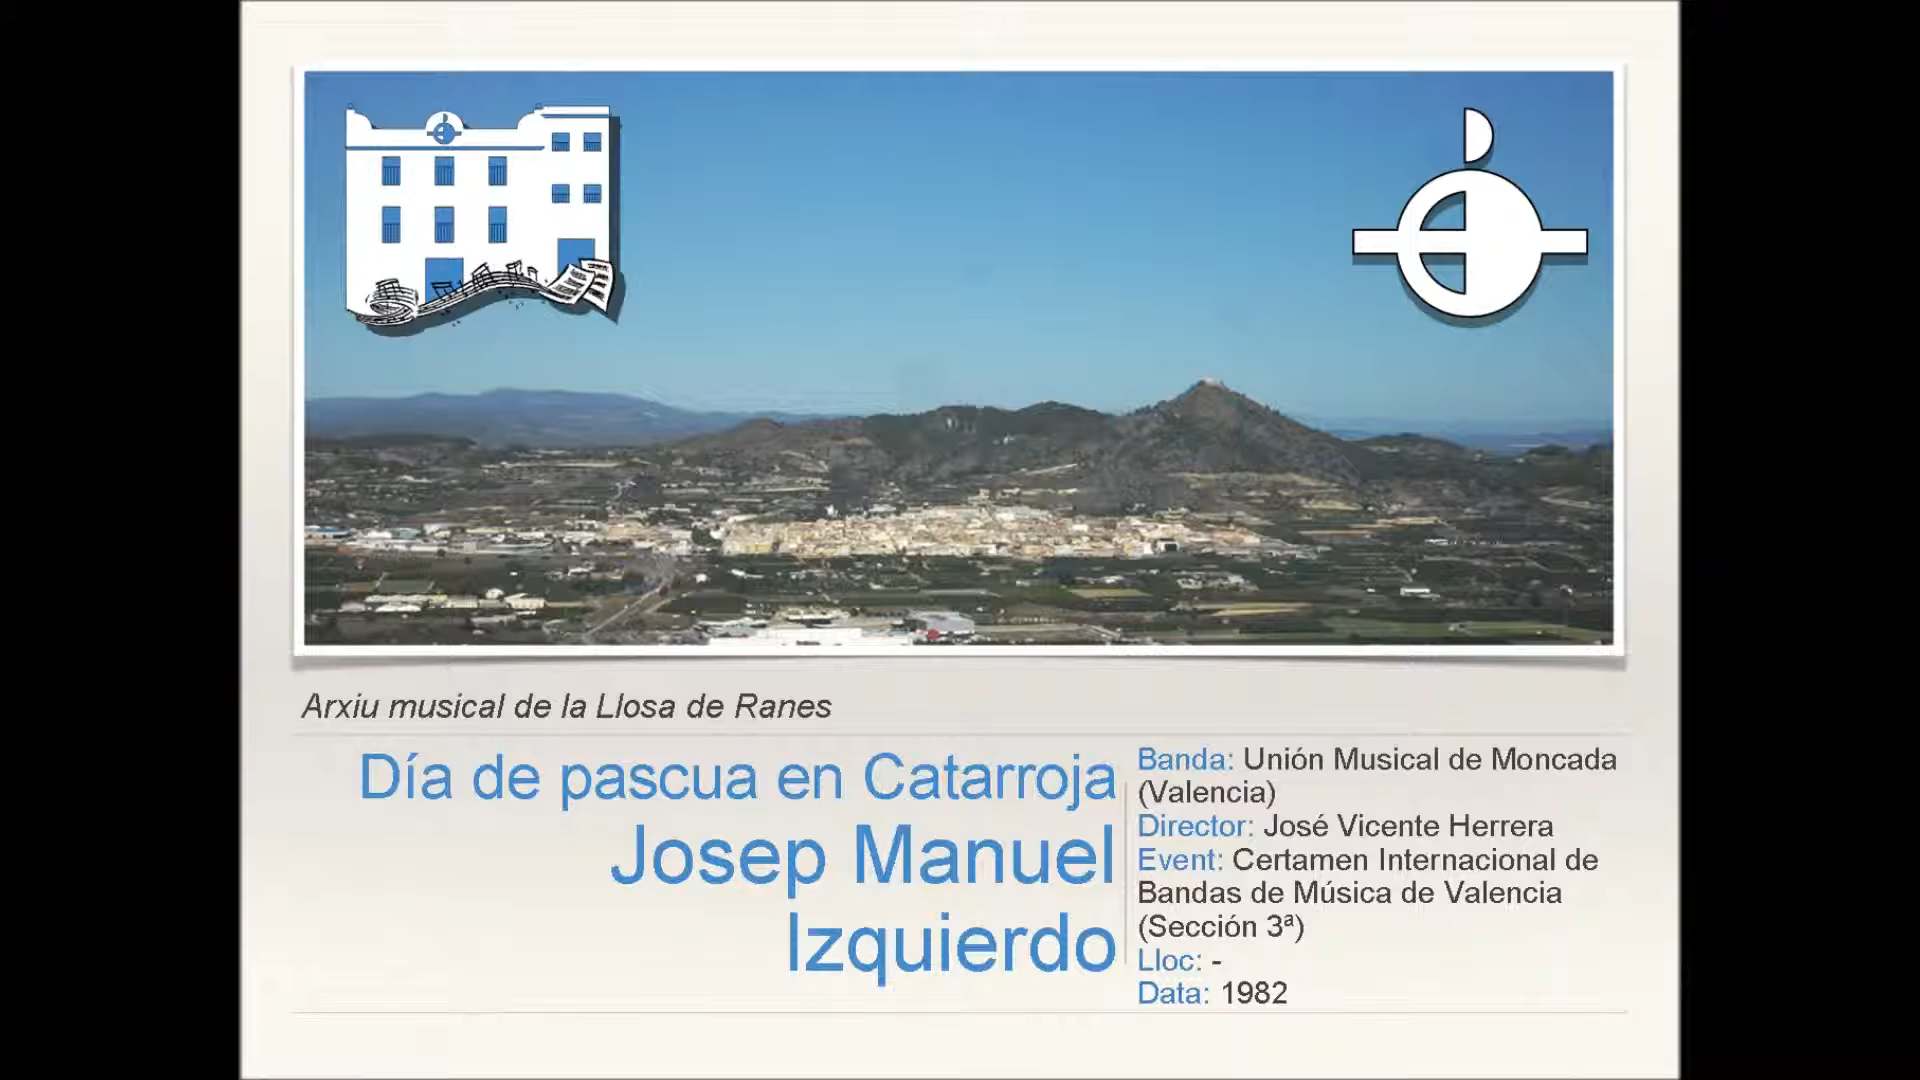 Arxiu musical de la Llosa de Ranes
Día de pascua en Catarroja
Josep Manuel
Izquierdo
Banda: Unión Musical de Moncada
(Valencia)
Director: José Vicente Herrera
Event: Certamen Internacional de
Bandas de Música de Valencia
(Sección 3ª)
Lloc: -
Data: 1982